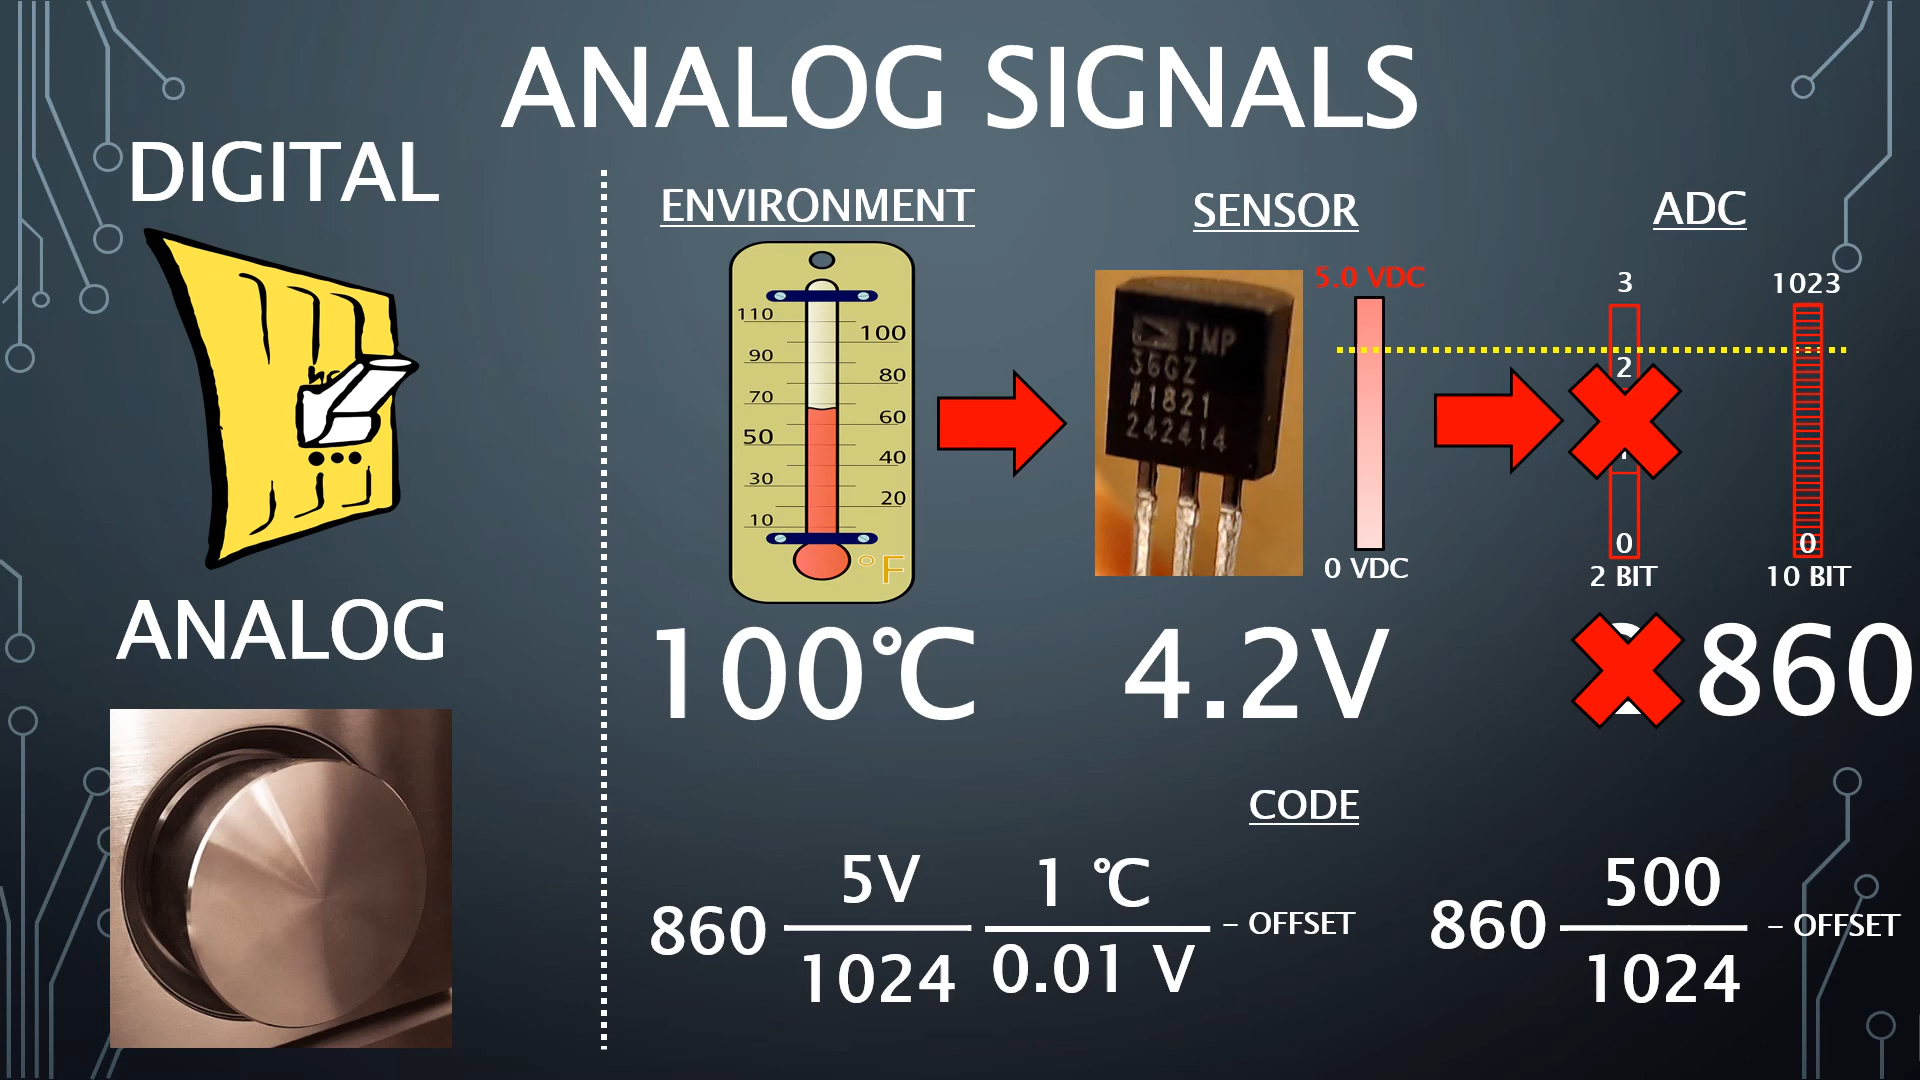 ANALOG SIGNALS
DIGITAL
ANALOG
ENVIRONMENT
110
90
70
50
30
10
100
80
60
40
20
°F
100℃
SENSOR
TMP
36GZ
#1821
242414
5.0 VDC
0 VDC
4.2V
ADC
3
2
0
2 BIT
1023
0
10 BIT
860
CODE
860 5V/1024 1 ℃/0.01 V – OFFSET
860 500/1024 – OFFSET